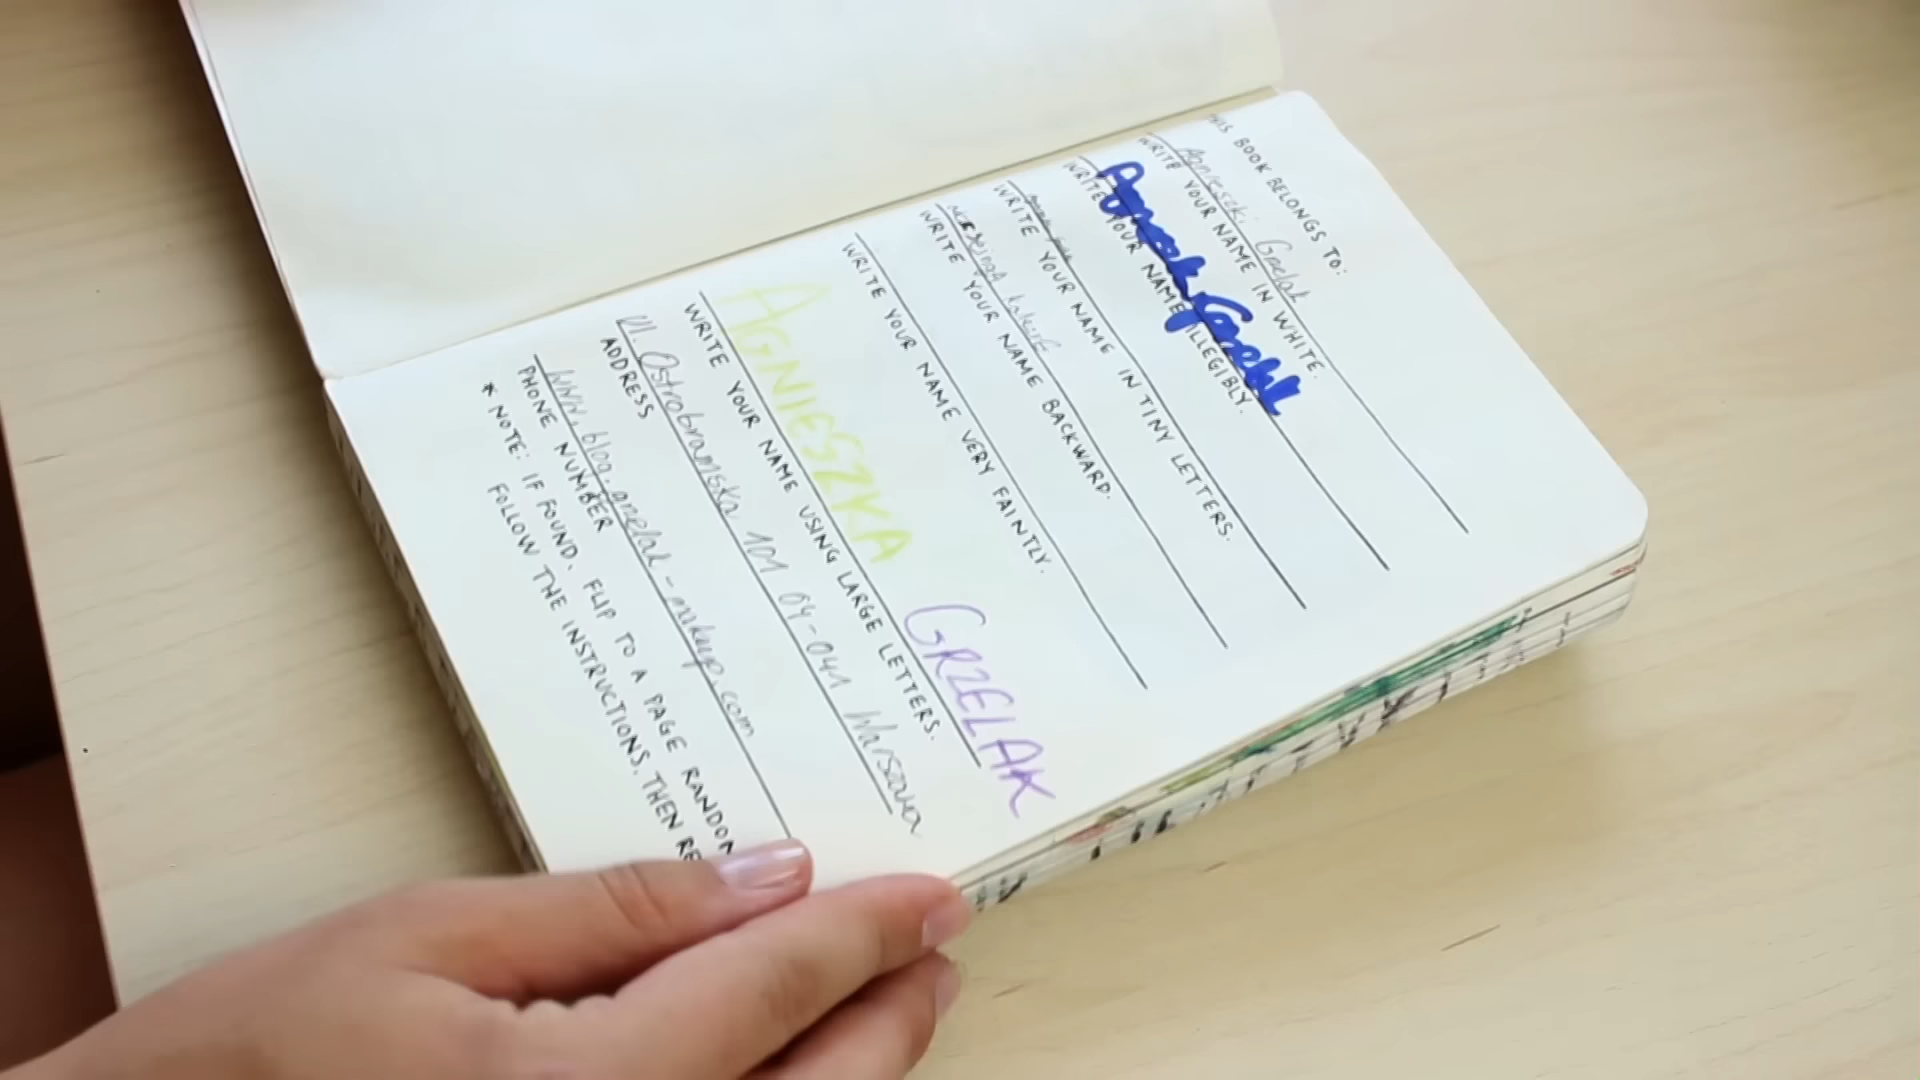 THIS BOOK BELONGS TO:
Agnieszka Grzelak
WRITE YOUR NAME IN WHITE.
WRITE YOUR NAME ILLEGIBLY.
WRITE YOUR NAME IN TINY LETTERS.
WRITE YOUR NAME BACKWARD.
WRITE YOUR NAME VERY FAINTLY.
AGNIESZKA GRZELAK
WRITE YOUR NAME USING LARGE LETTERS.
Ul. Ostrobramska 101 04-041 Warszawa
ADDRESS
www.blog.grzelak-makeup.com
PHONE NUMBER
* NOTE: IF FOUND, FLIP TO A PAGE RANDOM
FOLLOW THE INSTRUCTIONS, THEN RE